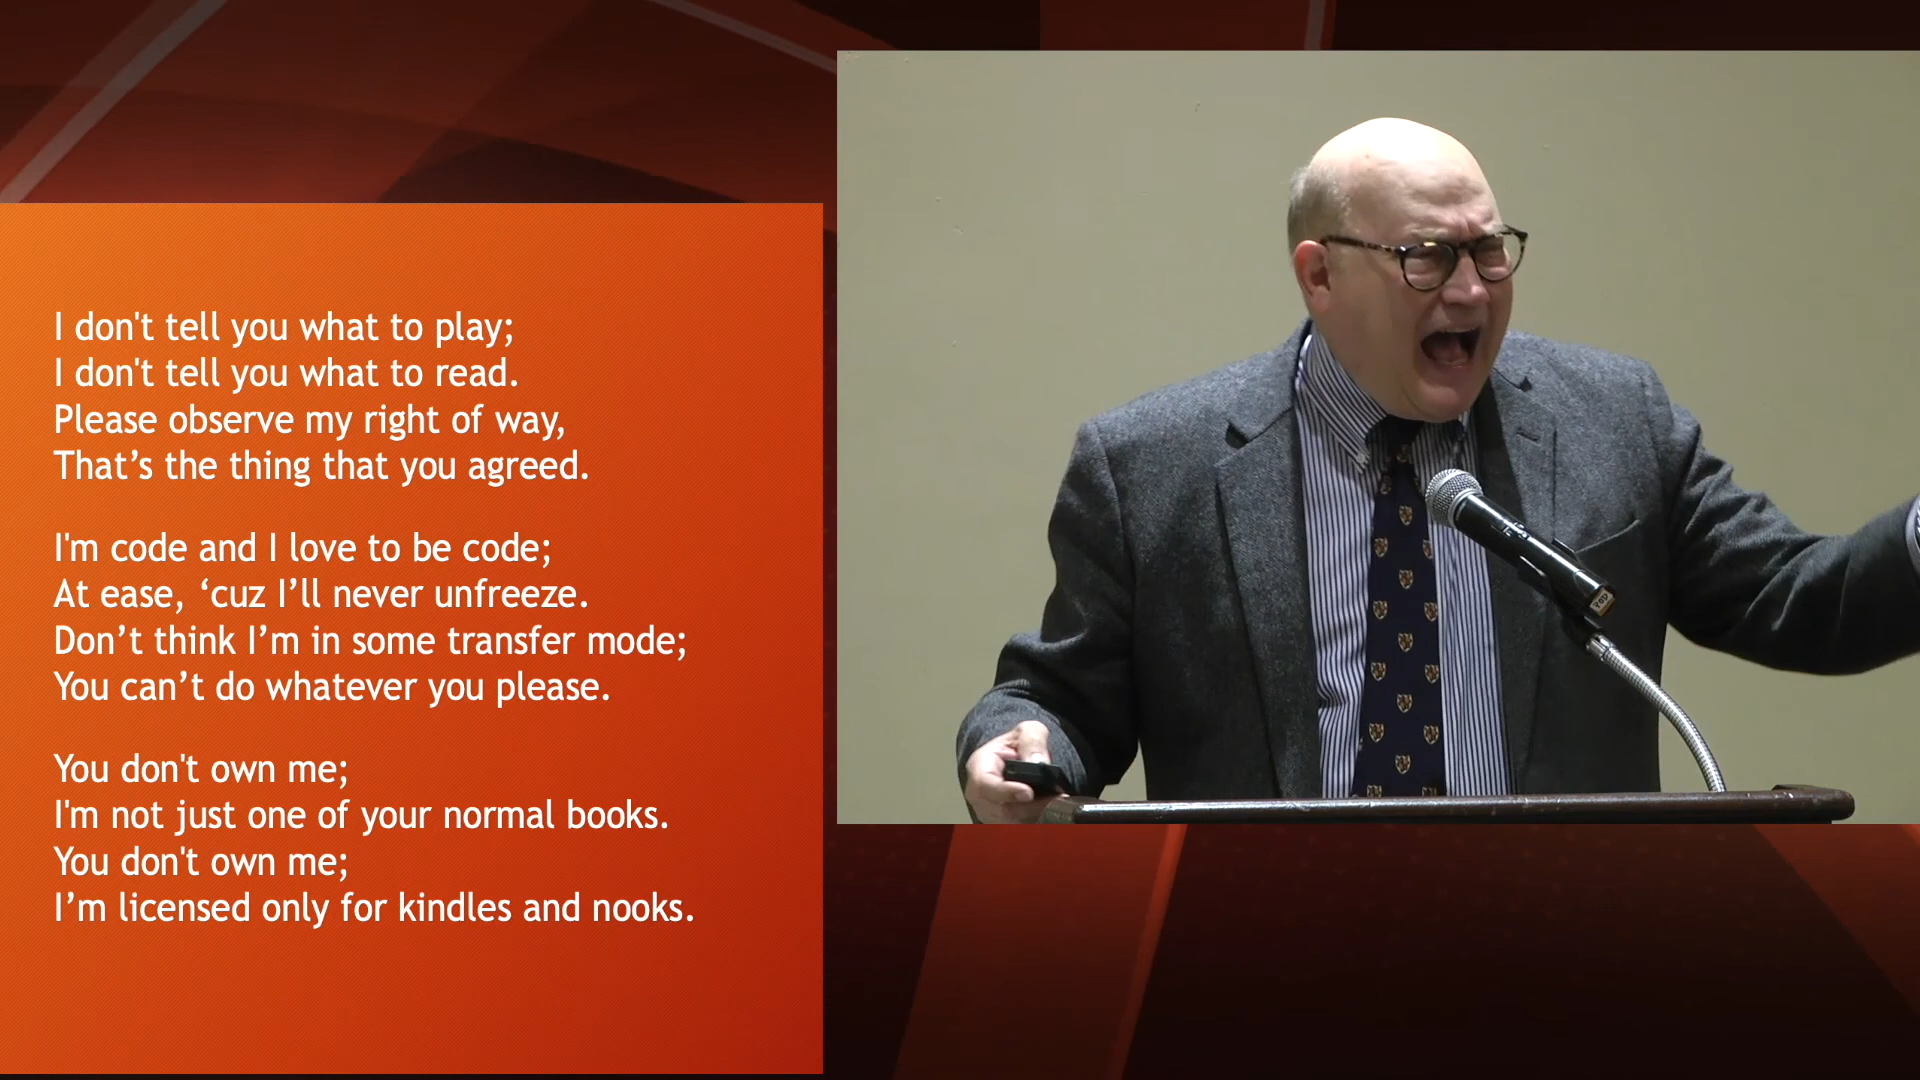 I don't tell you what to play;
I don't tell you what to read.
Please observe my right of way,
That’s the thing that you agreed.
I'm code and I love to be code;
At ease, ‘cuz I’ll never unfreeze.
Don’t think I’m in some transfer mode;
You can’t do whatever you please.
You don't own me;
I'm not just one of your normal books.
You don't own me;
I’m licensed only for kindles and nooks.